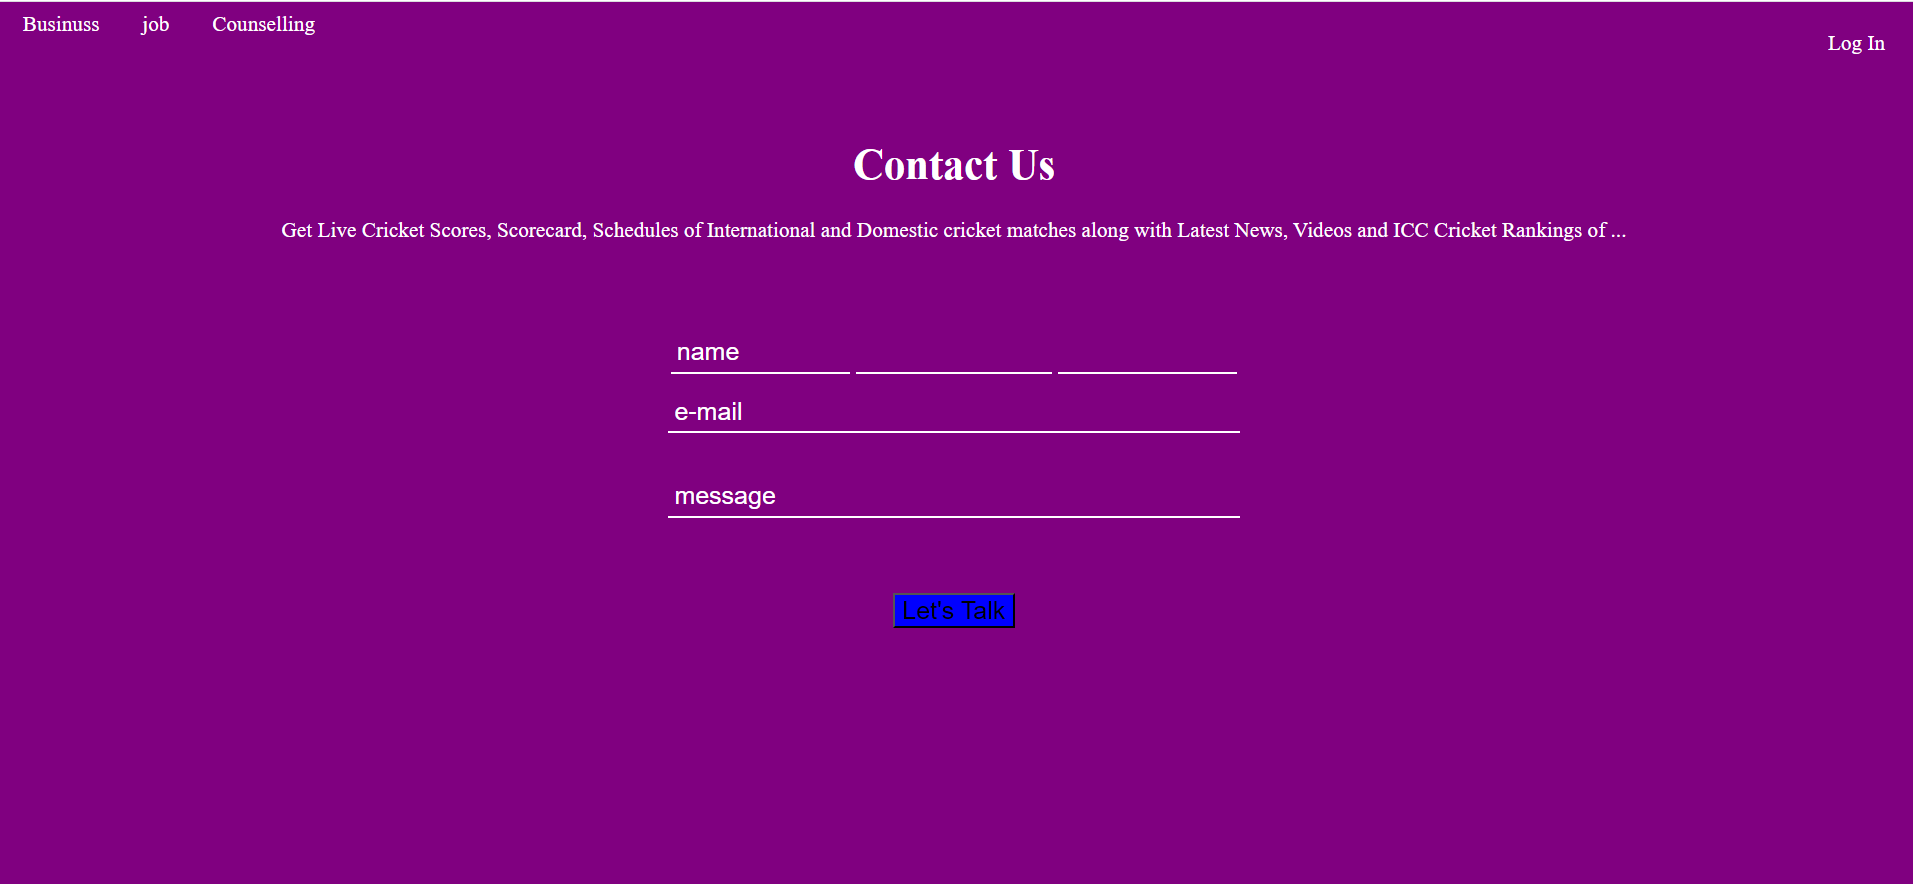 Businuss job Counselling
Log In
Contact Us
Get Live Cricket Scores, Scorecard, Schedules of International and Domestic cricket matches along with Latest News, Videos and ICC Cricket Rankings of ...
name
e-mail
message
Let's Talk